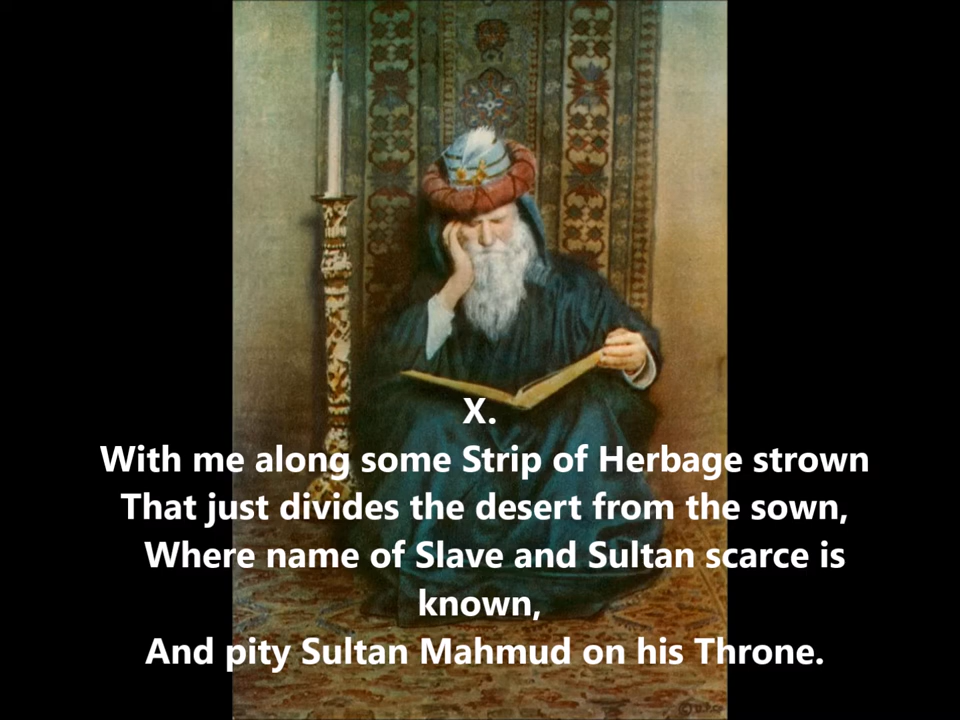 X.
With me along some Strip of Herbage strown
That just divides the desert from the sown,
Where name of Slave and Sultan scarce is
known,
And pity Sultan Mahmud on his Throne.